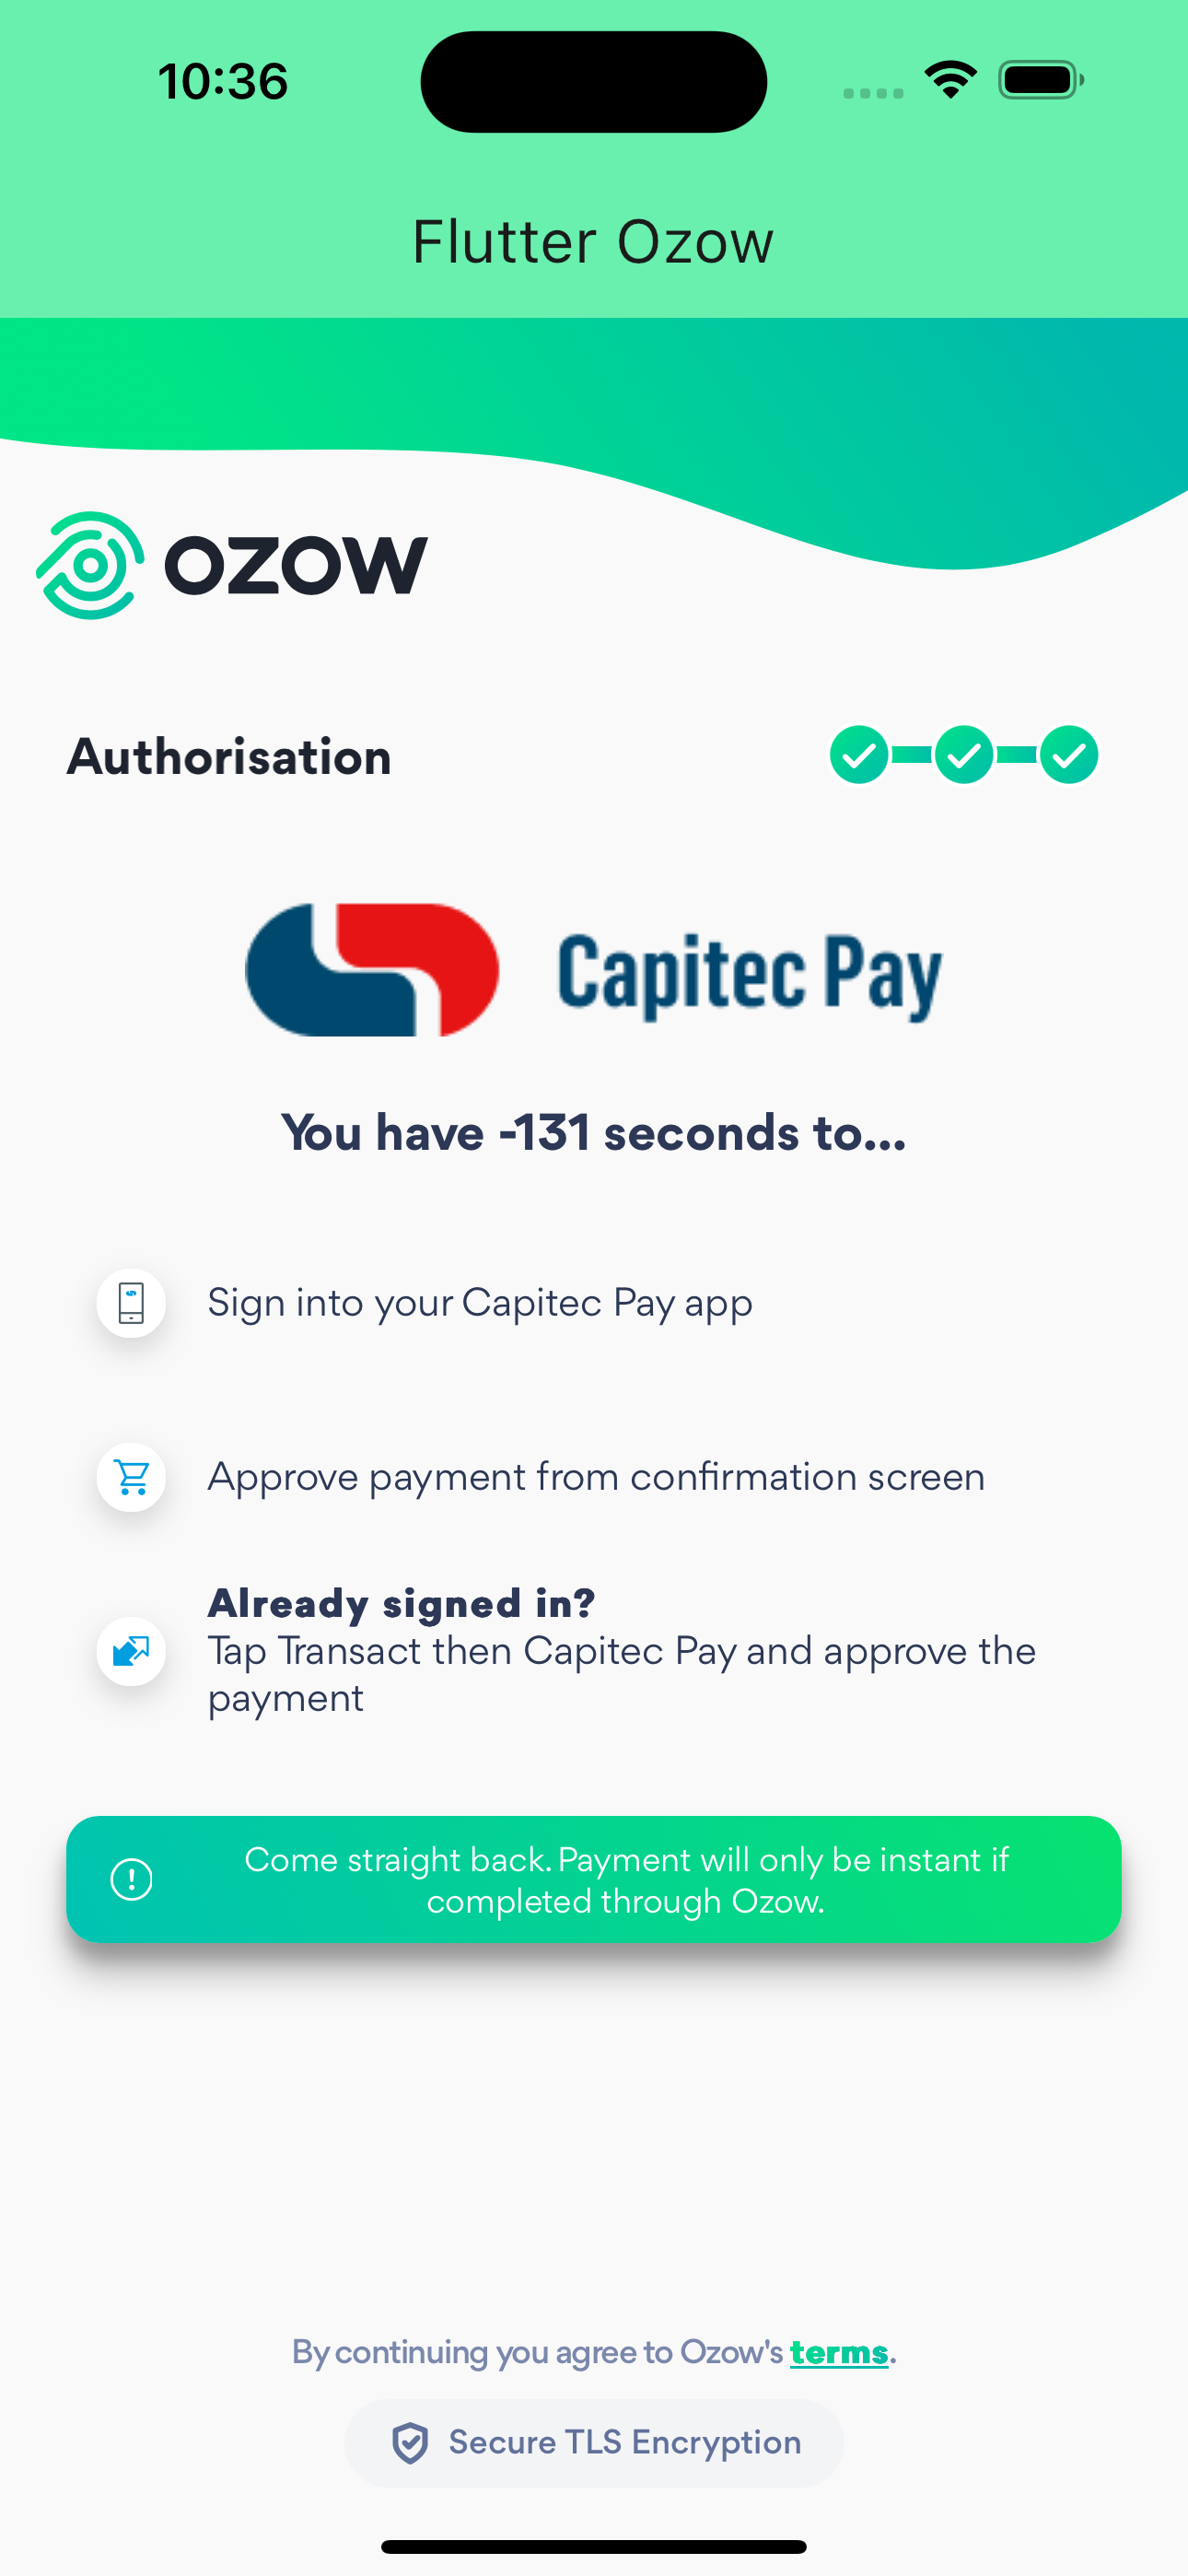 10:36
Flutter Ozow
OZOW
Authorisation
Capitec Pay
You have -131 seconds to...
Sign into your Capitec Pay app
Approve payment from confirmation screen
Already signed in?
Tap Transact then Capitec Pay and approve the
payment
Come straight back. Payment will only be instant if
completed through Ozow.
By continuing you agree to Ozow's terms.
Secure TLS Encryption